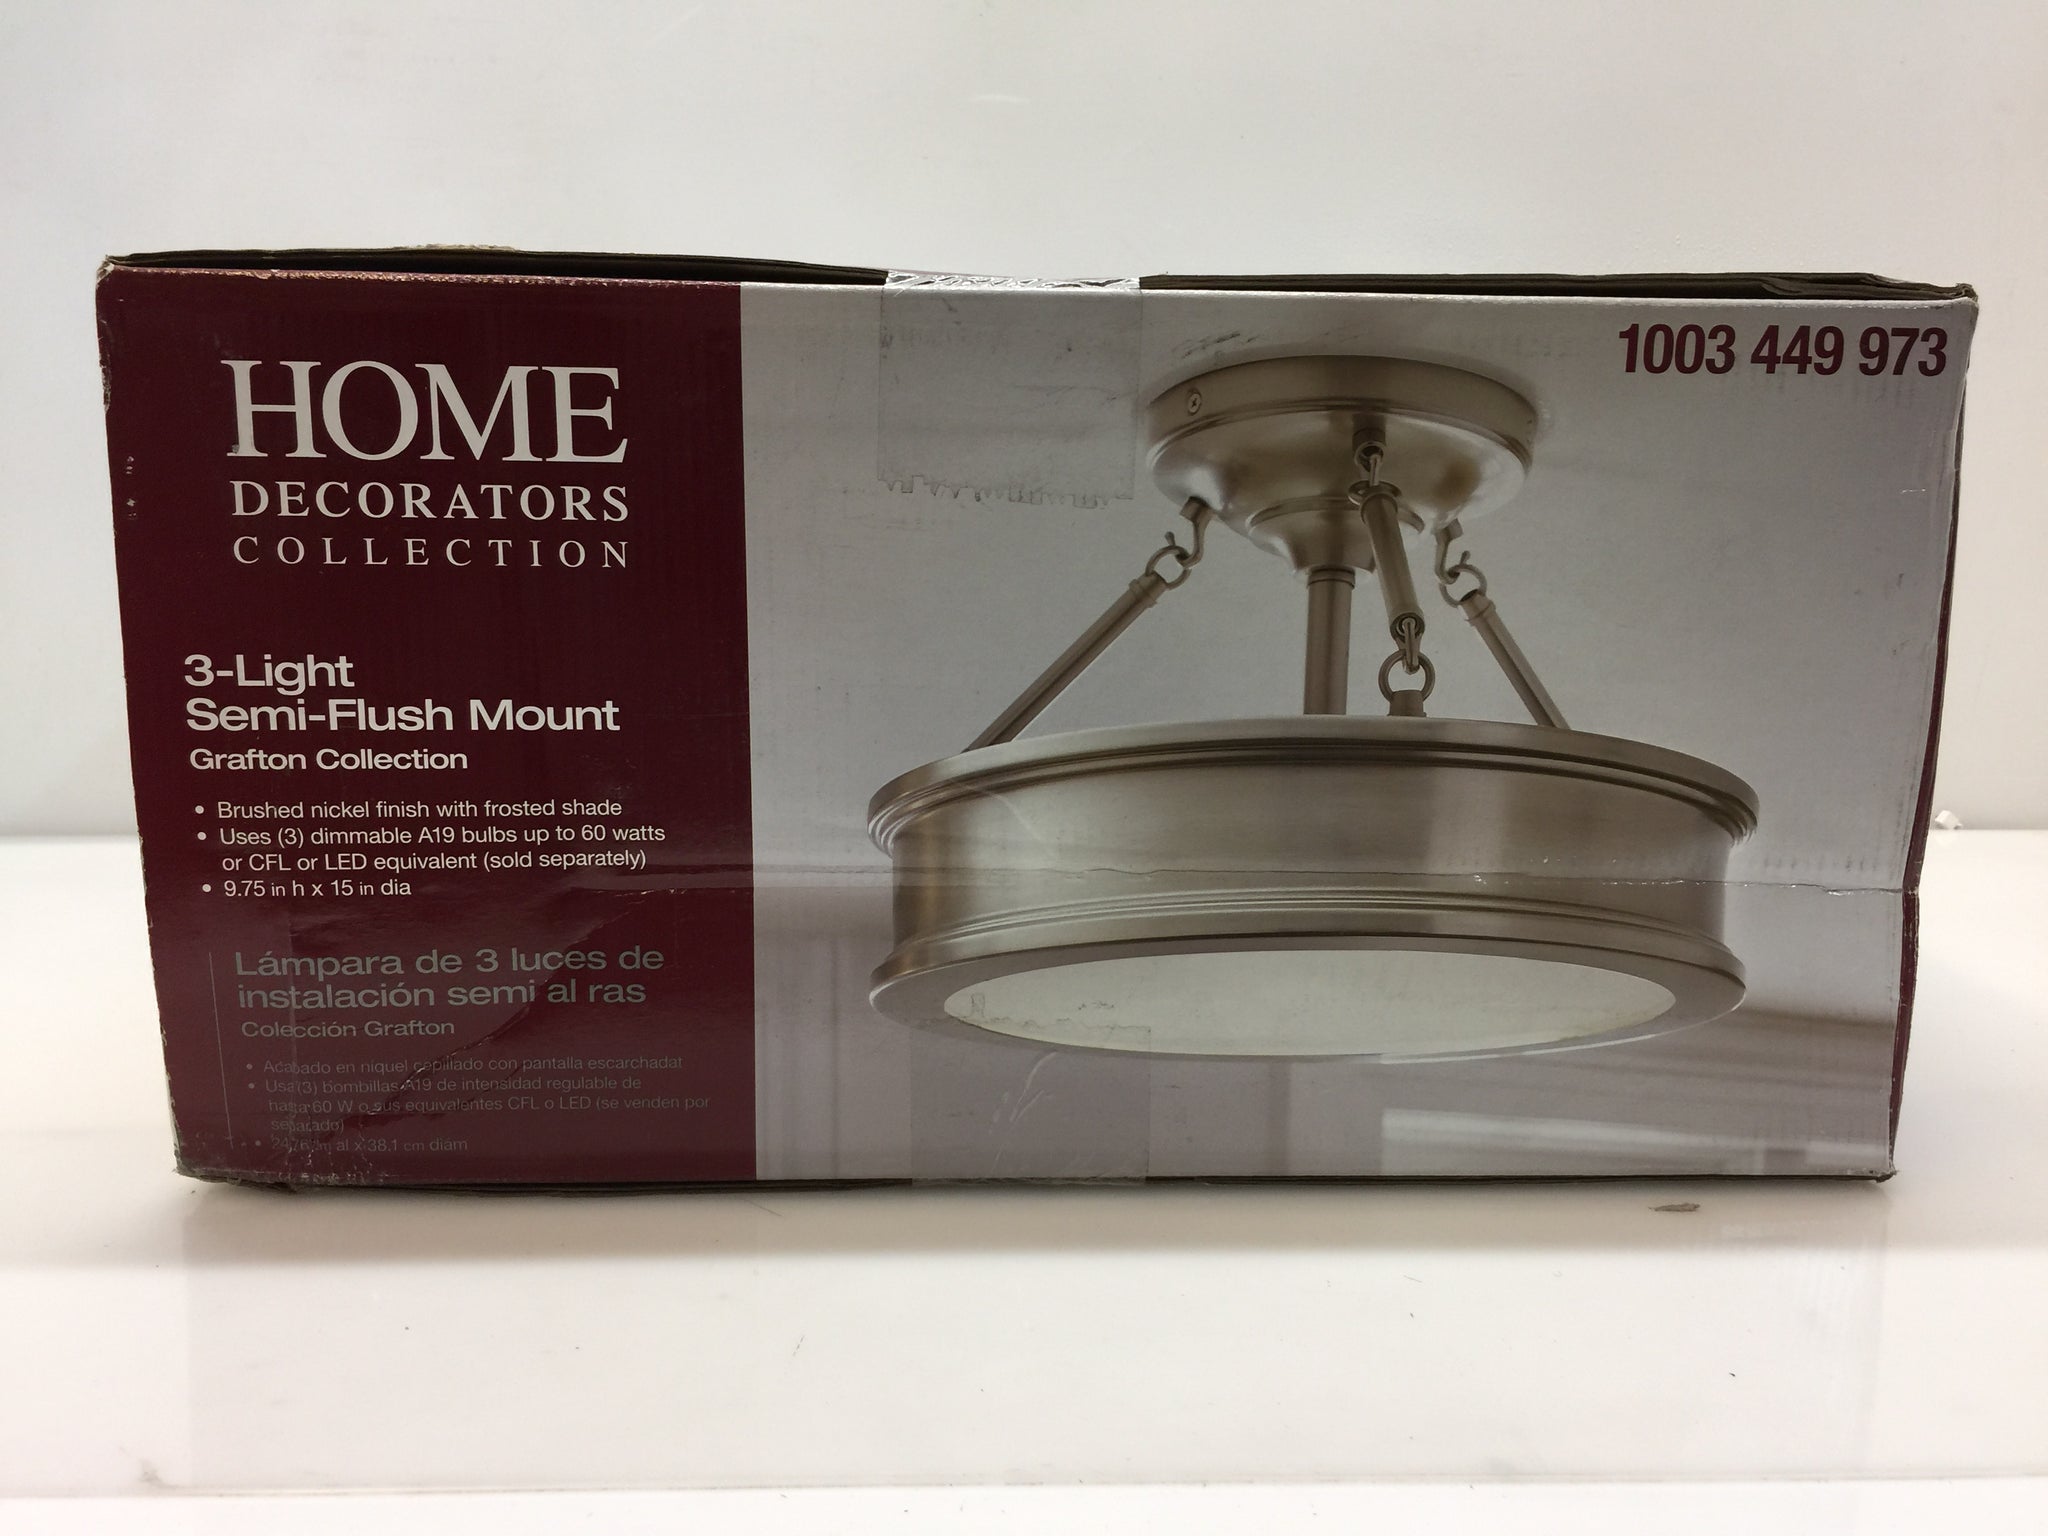 HOME
DECORATORS
COLLECTION
1003 449 973
3-Light
Semi-Flush Mount
Grafton Collection
• Brushed nickel finish with frosted shade
• Uses (3) dimmable A19 bulbs up to 60 watts
or CFL or LED equivalent (sold separately)
• 9.75 in h x 15 in dia
Lámpara de 3 luces de
instalación semi al ras
Colección Grafton
• Acabado en níquel cepillado con pantalla escarchadat
• Usa (3) bombillas A19 de intensidad regulable de
hasta 60 W o sus equivalentes CFL o LED (se venden por
separado)
• al x 38.1 cm diám